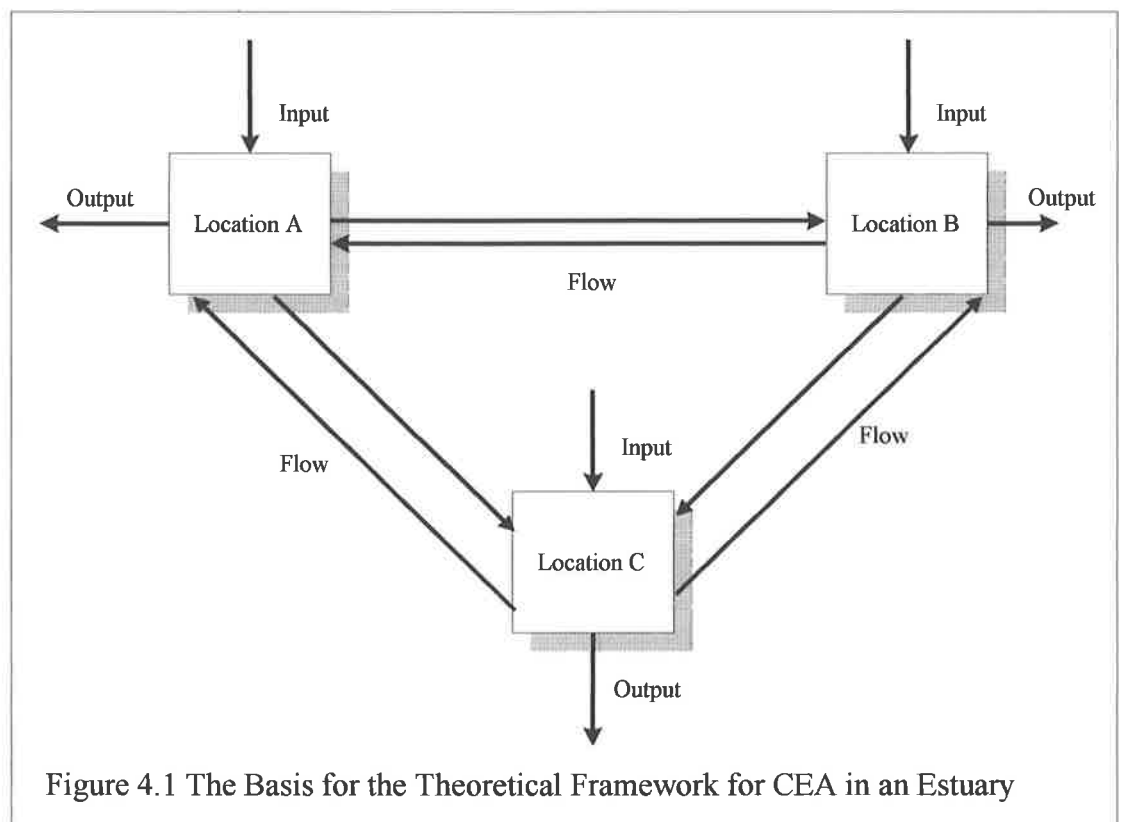 Input
Input
Output
Location A
Location B
Output
Flow
Input
Flow
Flow
Location C
Output
Figure 4.1 The Basis for the Theoretical Framework for CEA in an Estuary